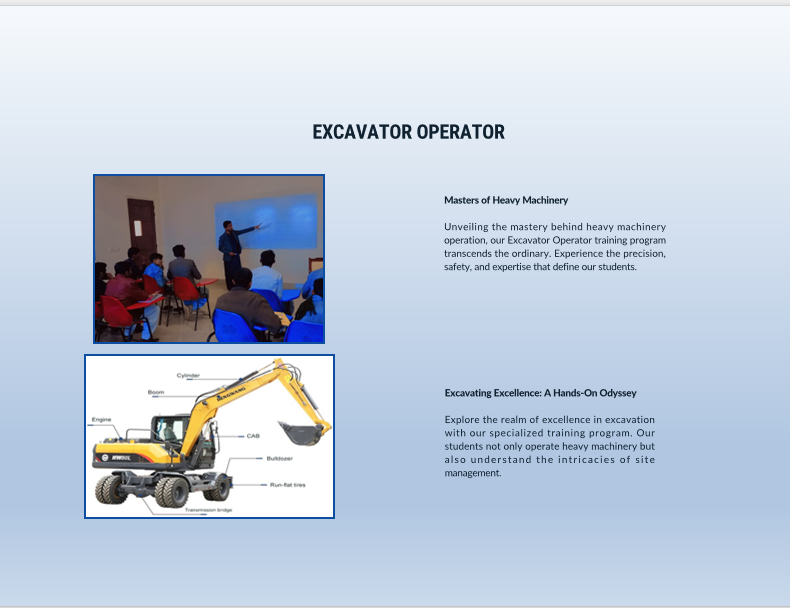 EXCAVATOR OPERATOR
Masters of Heavy Machinery
Unveiling the mastery behind heavy machinery
operation, our Excavator Operator training program
transcends the ordinary. Experience the precision,
safety, and expertise that define our students.
Cylinder
Boom
Engine
CAB
Bulldozer
Run-flat tires
Transmission bridge
Excavating Excellence: A Hands-On Odyssey
Explore the realm of excellence in excavation
with our specialized training program. Our
students not only operate heavy machinery but
also understand the intricacies of site
management.